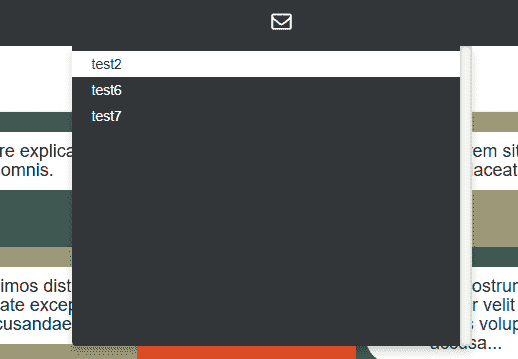 test2
test6
test7
re explica
omnis.
rem sit
aceat
imos dist
ate excep
cusandae
ostrum
r velit
s volup
accusa...